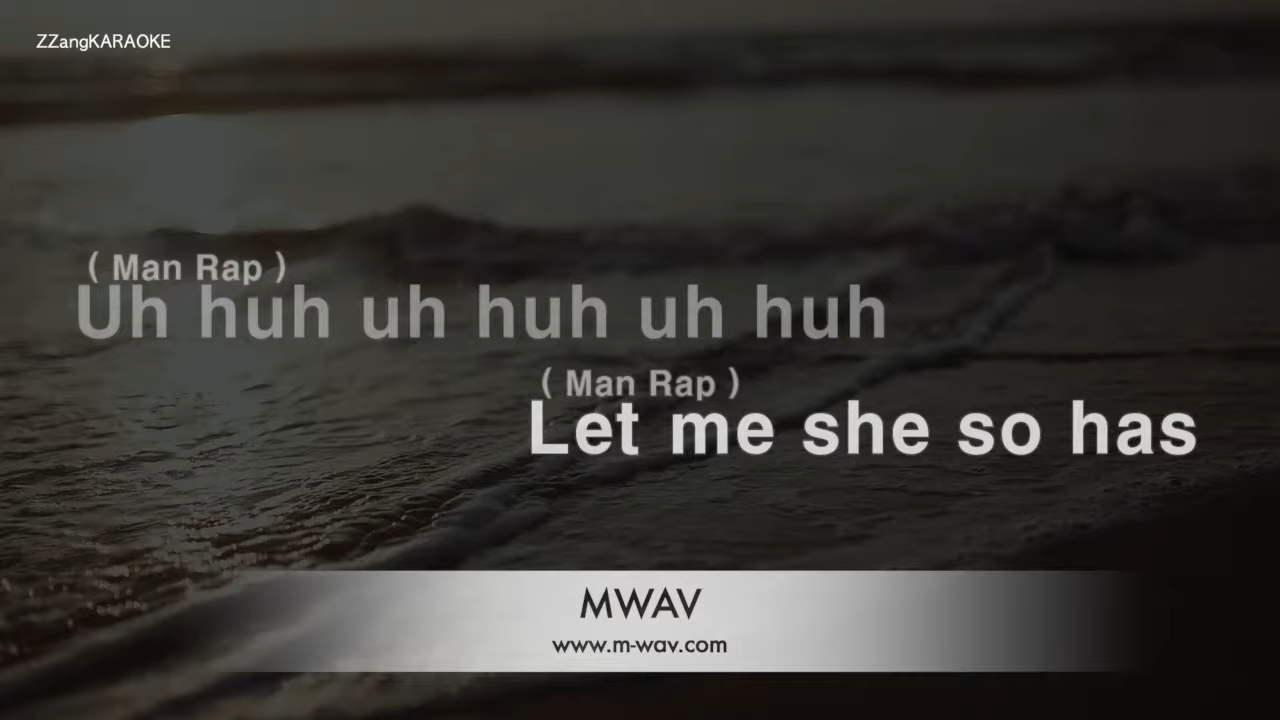 ZZangKARAOKE
( Man Rap )
Uh huh uh huh uh huh
( Man Rap )
Let me she so has
MWAV
www.m-wav.com